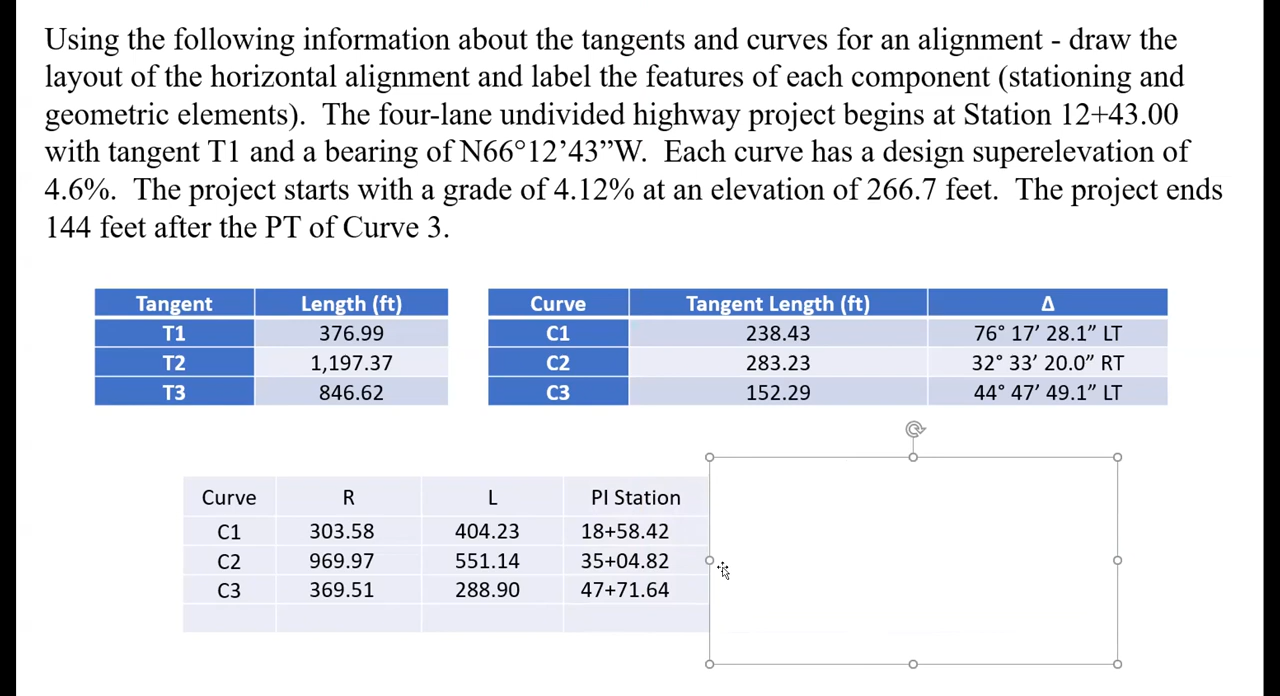 Using the following information about the tangents and curves for an alignment - draw the
layout of the horizontal alignment and label the features of each component (stationing and
geometric elements).  The four-lane undivided highway project begins at Station 12+43.00
with tangent T1 and a bearing of N66°12’43”W.  Each curve has a design superelevation of
4.6%.  The project starts with a grade of 4.12% at an elevation of 266.7 feet.  The project ends
144 feet after the PT of Curve 3.
Tangent Length (ft)
T1 376.99
T2 1,197.37
T3 846.62
Curve Tangent Length (ft) Δ
C1 238.43 76° 17’ 28.1” LT
C2 283.23 32° 33’ 20.0” RT
C3 152.29 44° 47’ 49.1” LT
Curve R L PI Station
C1 303.58 404.23 18+58.42
C2 969.97 551.14 35+04.82
C3 369.51 288.90 47+71.64